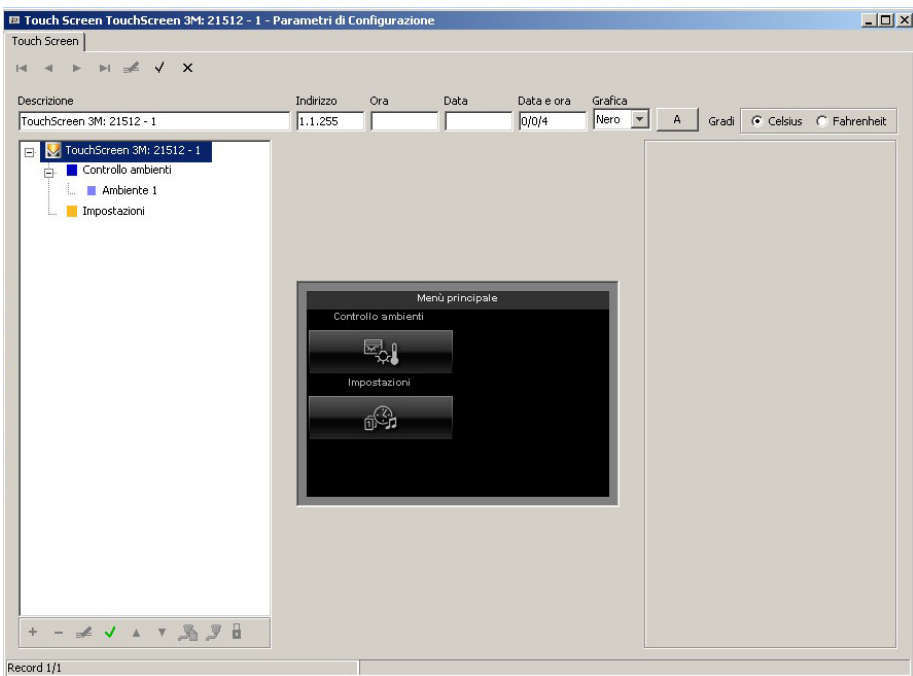 Touch Screen TouchScreen 3M: 21512 - 1 - Parametri di Configurazione
Touch Screen
Descrizione Indirizzo Ora Data Data e ora Grafica
TouchScreen 3M: 21512 - 1 1.1.255 0/0/4 Nero A Gradi Celsius Fahrenheit
TouchScreen 3M: 21512 - 1
Controllo ambienti
Ambiente 1
Impostazioni
Menù principale
Controllo ambienti
Impostazioni
1
Record 1/1